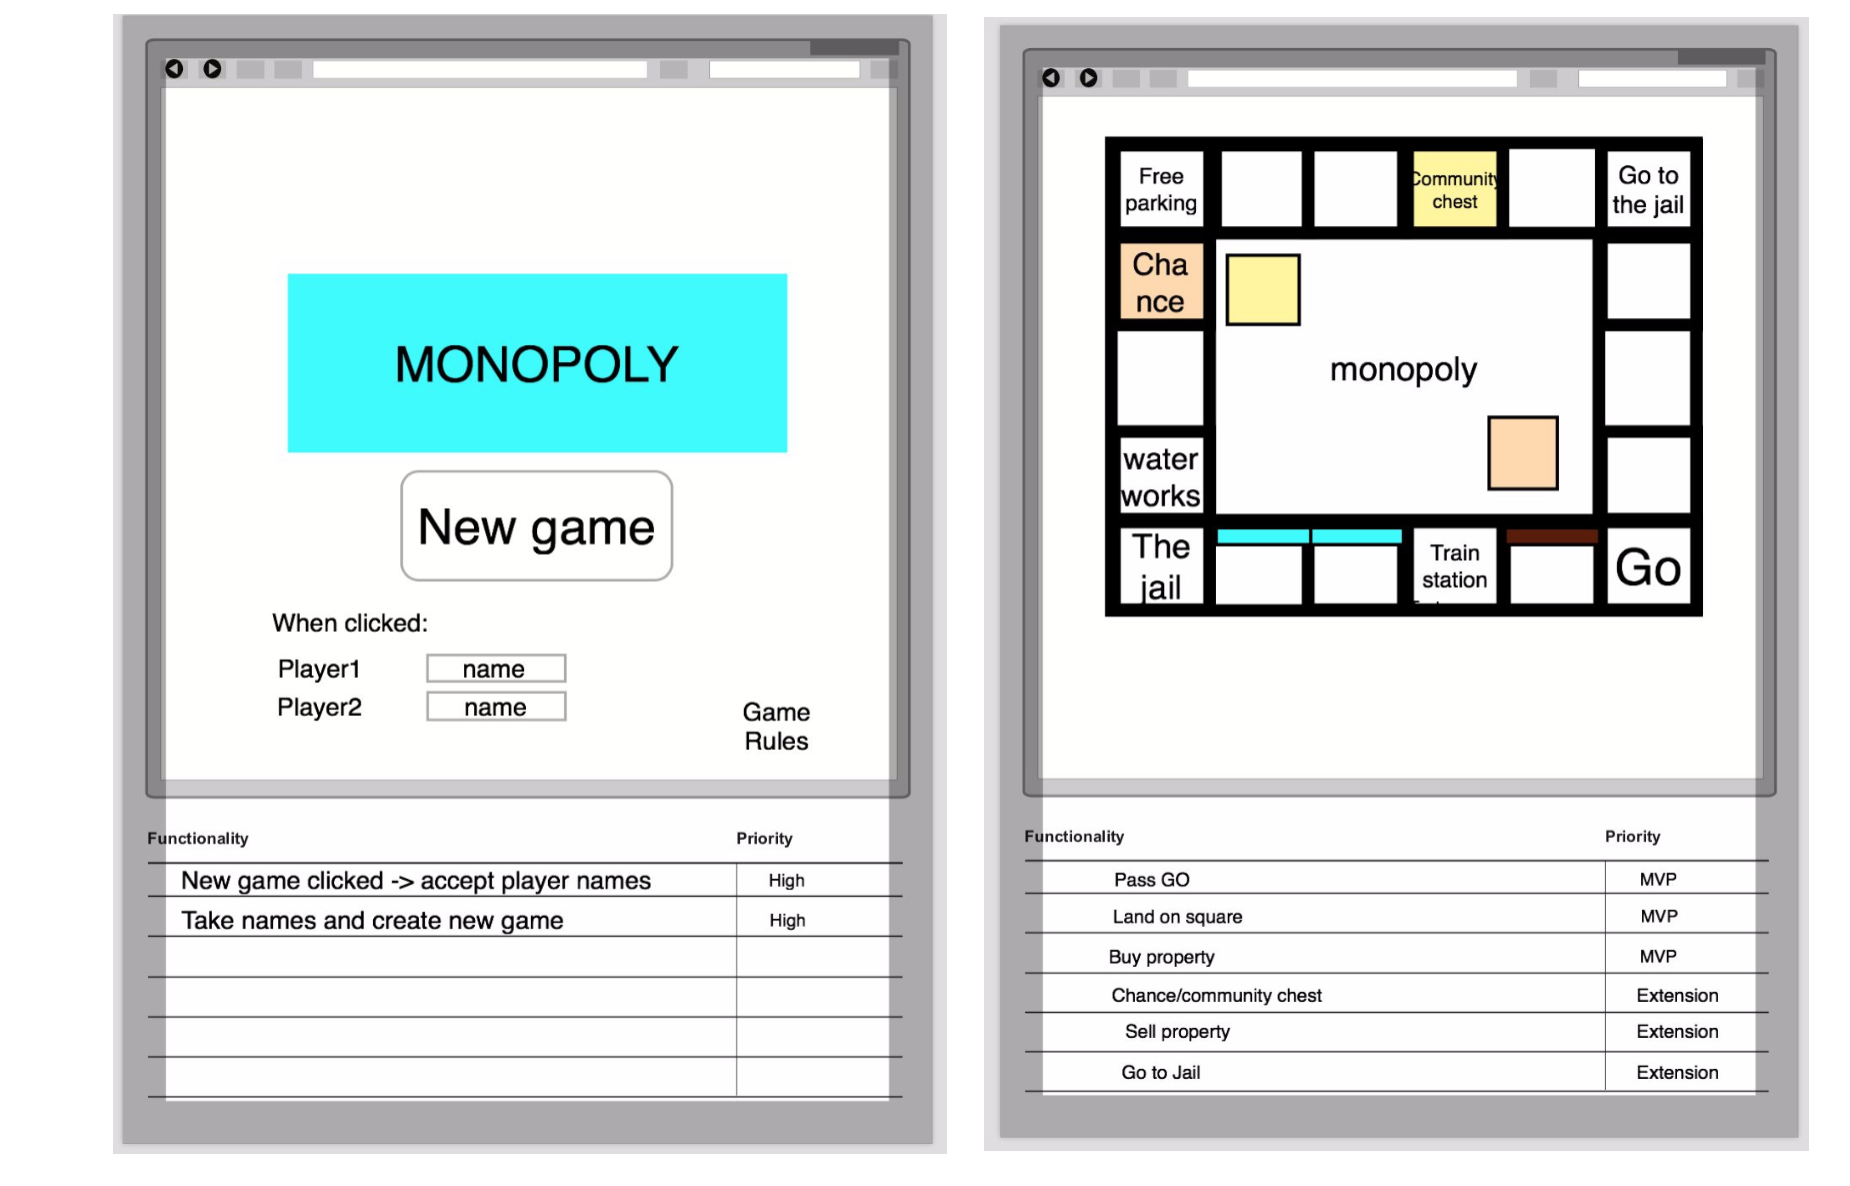 MONOPOLY
New game
When clicked:
Player1 name
Player2 name
Game
Rules
Functionality Priority
New game clicked -> accept player names High
Take names and create new game High
Free
parking
Community
chest
Go to
the jail
Cha
nce
monopoly
water
works
The
jail
Train
station
Go
Functionality Priority
Pass GO MVP
Land on square MVP
Buy property MVP
Chance/community chest Extension
Sell property Extension
Go to Jail Extension